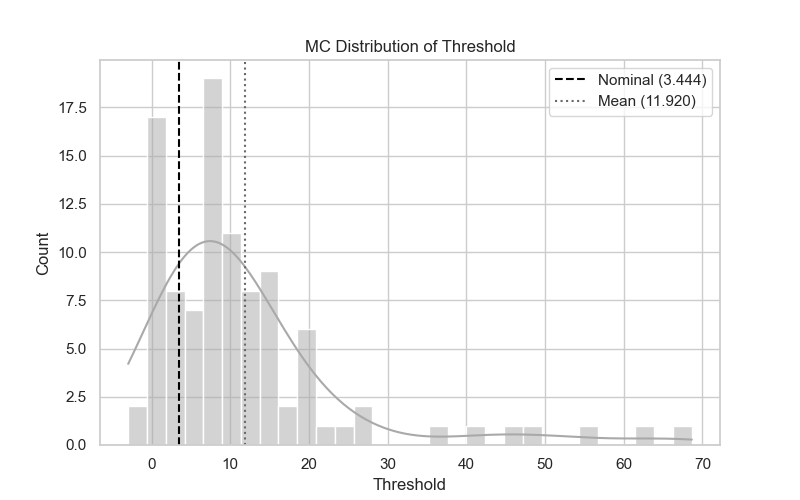 MC Distribution of Threshold
Nominal (3.444)
Mean (11.920)
17.5
15.0
12.5
10.0
7.5
5.0
2.5
0.0
Count
0 10 20 30 40 50 60 70
Threshold